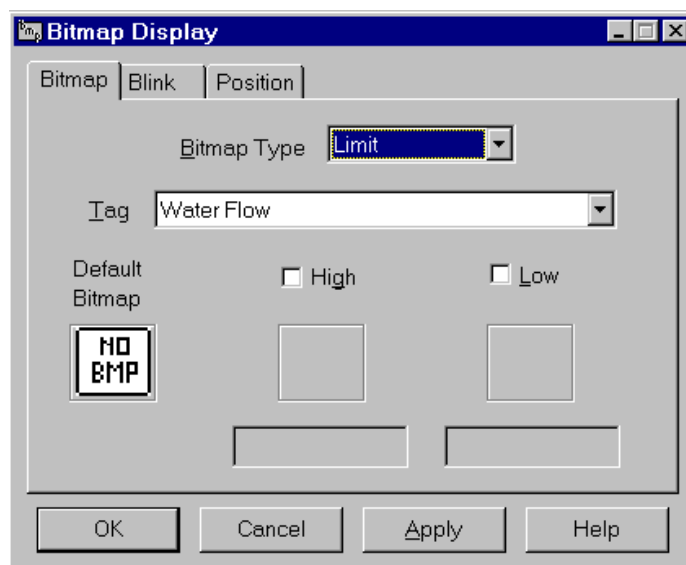 Bmp Bitmap Display
Bitmap Blink Position
Bitmap Type Limit
Tag Water Flow
Default
Bitmap
High Low
NO
BMP
OK Cancel Apply Help